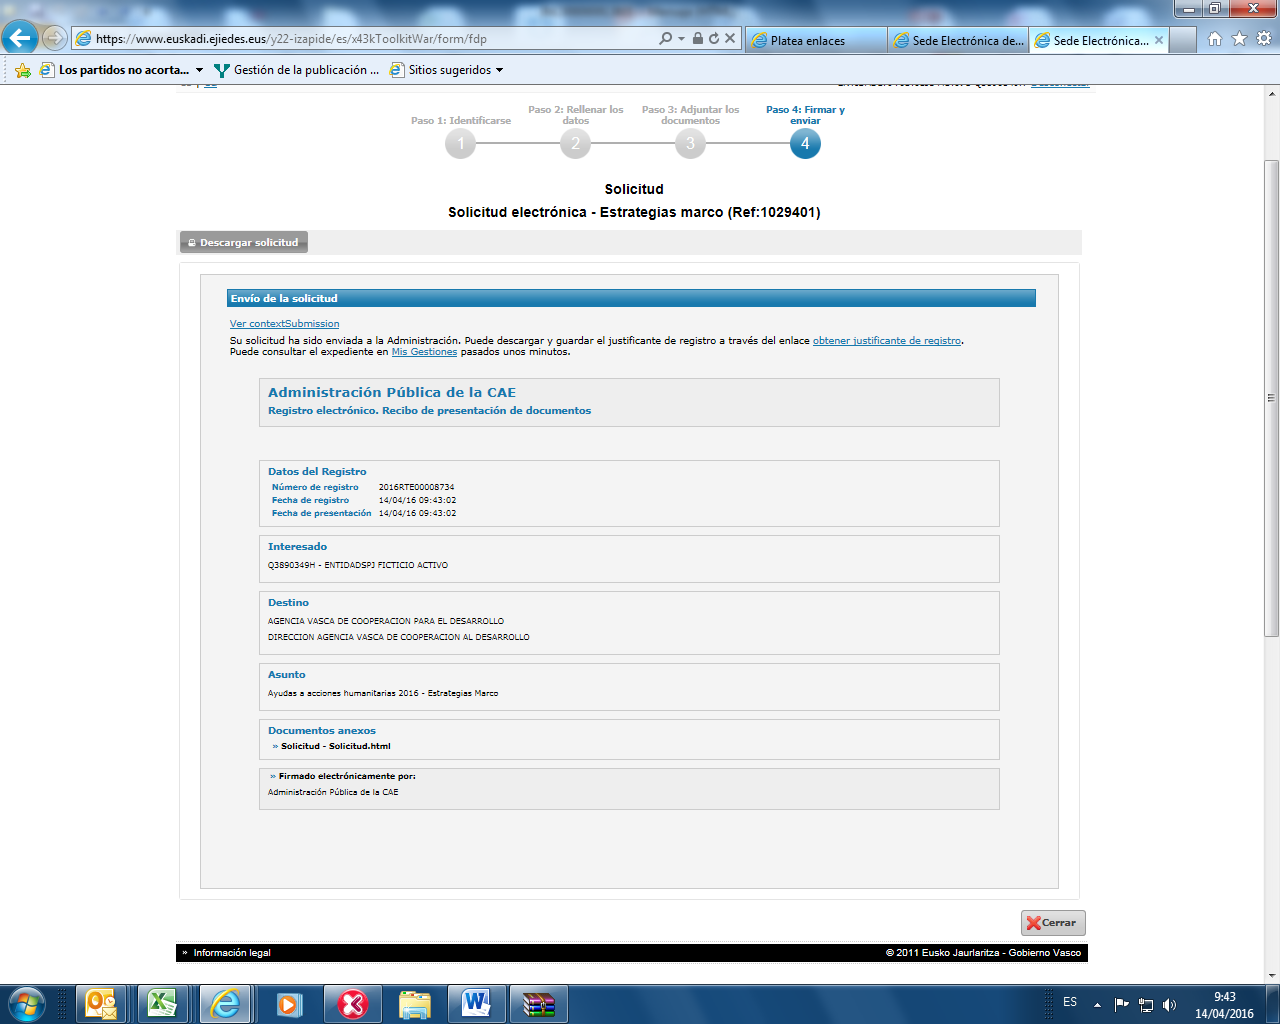 https://www.euskadi.ejiedes.eus/y22-izapide/es/x43kToolkitWar/form/fdp
Platea enlaces
Sede Electrónica de...
Sede Electrónica...
Los partidos no acorta...
Gestión de la publicación ...
Sitios sugeridos
Paso 1: Identificarse
Paso 2: Rellenar los datos
Paso 3: Adjuntar los documentos
Paso 4: Firmar y enviar
1
2
3
4
Solicitud
Solicitud electrónica - Estrategias marco (Ref:1029401)
Descargar solicitud
Envío de la solicitud
Ver contextSubmission
Su solicitud ha sido enviada a la Administración. Puede descargar y guardar el justificante de registro a través del enlace obtener justificante de registro.
Puede consultar el expediente en Mis Gestiones pasados unos minutos.
Administración Pública de la CAE
Registro electrónico. Recibo de presentación de documentos
Datos del Registro
Número de registro 2016RTE00008734
Fecha de registro 14/04/16 09:43:02
Fecha de presentación 14/04/16 09:43:02
Interesado
Q3890349H - ENTIDADSPJ FICTICIO ACTIVO
Destino
AGENCIA VASCA DE COOPERACION PARA EL DESARROLLO
DIRECCION AGENCIA VASCA DE COOPERACION AL DESARROLLO
Asunto
Ayudas a acciones humanitarias 2016 - Estrategias Marco
Documentos anexos
» Solicitud - Solicitud.html
» Firmado electrónicamente por:
Administración Pública de la CAE
Cerrar
» Información legal
© 2011 Eusko Jaurlaritza - Gobierno Vasco
ES
9:43
14/04/2016